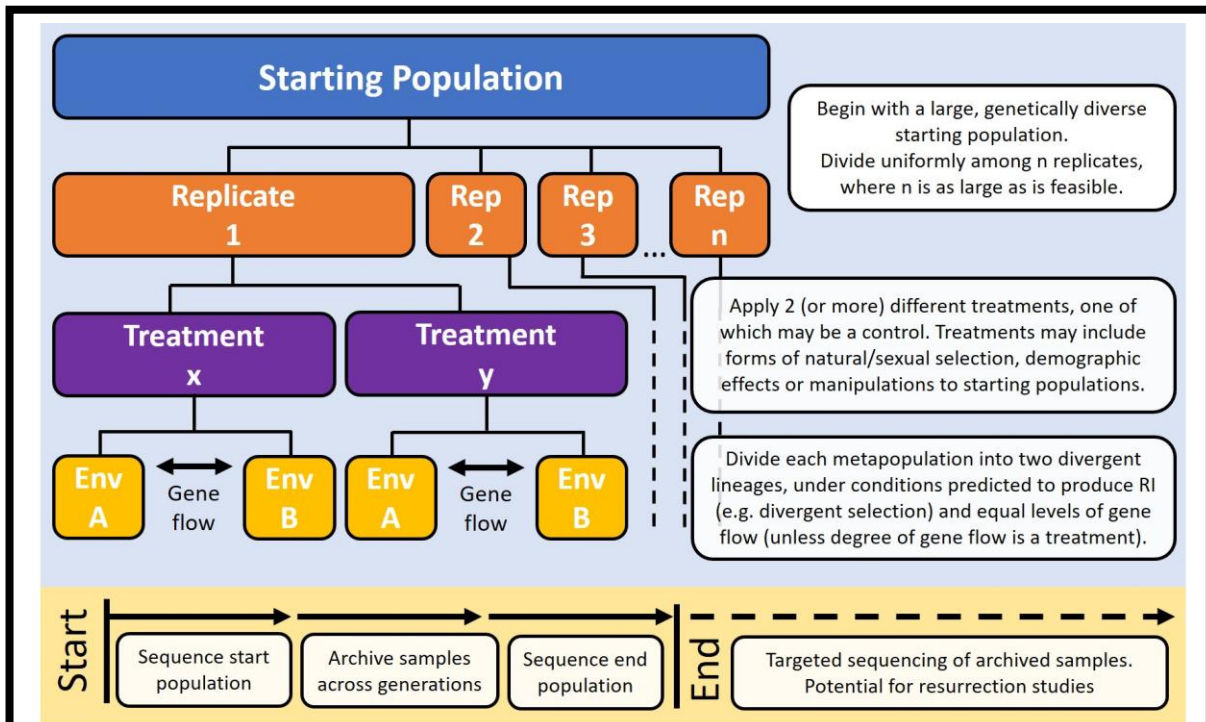 Starting Population
Begin with a large, genetically diverse
starting population.
Divide uniformly among n replicates,
where n is as large as is feasible.
Replicate
1
Rep
2
Rep
3
...
Rep
n
Apply 2 (or more) different treatments, one of
which may be a control. Treatments may include
forms of natural/sexual selection, demographic
effects or manipulations to starting populations.
Treatment
x
Treatment
y
Divide each metapopulation into two divergent
lineages, under conditions predicted to produce RI
(e.g. divergent selection) and equal levels of gene
flow (unless degree of gene flow is a treatment).
Env
A
Gene
flow
Env
B
Env
A
Gene
flow
Env
B
Start
Sequence start
population
Archive samples
across generations
Sequence end
population
End
Targeted sequencing of archived samples.
Potential for resurrection studies